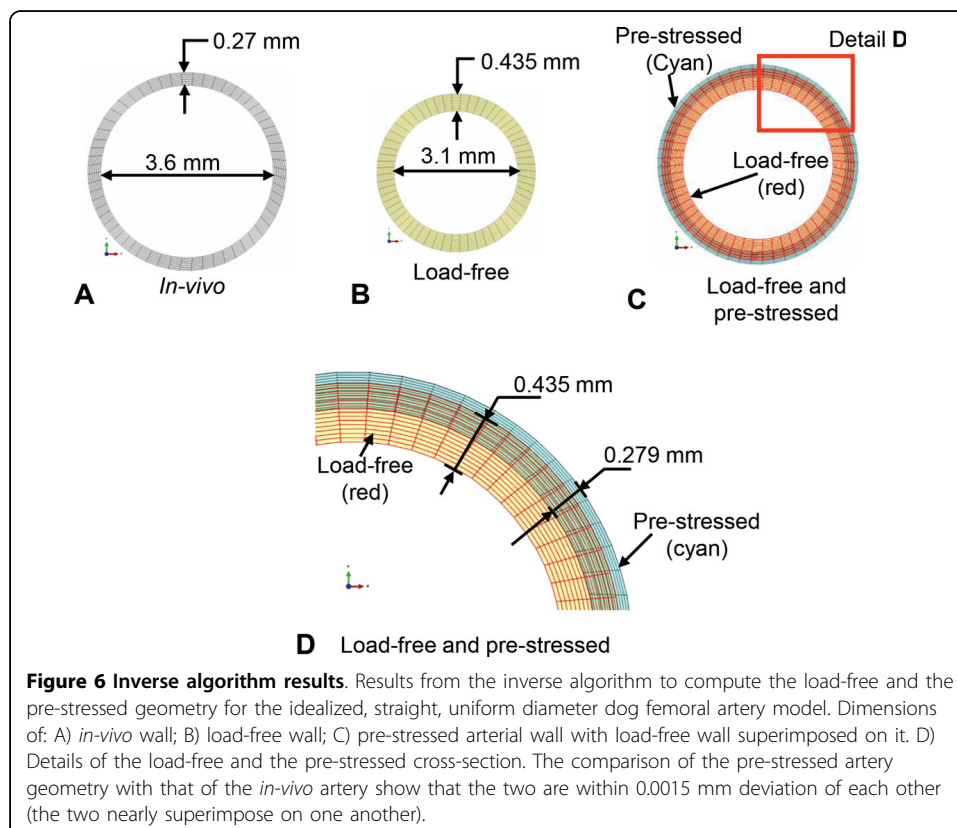 0.27 mm
3.6 mm
A
In-vivo
0.435 mm
3.1 mm
B
Load-free
Pre-stressed
(Cyan)
Detail D
Load-free
(red)
C
Load-free and
pre-stressed
0.435 mm
0.279 mm
Load-free
(red)
Pre-stressed
(cyan)
D Load-free and pre-stressed
Figure 6 Inverse algorithm results. Results from the inverse algorithm to compute the load-free and the
pre-stressed geometry for the idealized, straight, uniform diameter dog femoral artery model. Dimensions
of: A) in-vivo wall; B) load-free wall; C) pre-stressed arterial wall with load-free wall superimposed on it. D)
Details of the load-free and the pre-stressed cross-section. The comparison of the pre-stressed artery
geometry with that of the in-vivo artery show that the two are within 0.0015 mm deviation of each other
(the two nearly superimpose on one another).